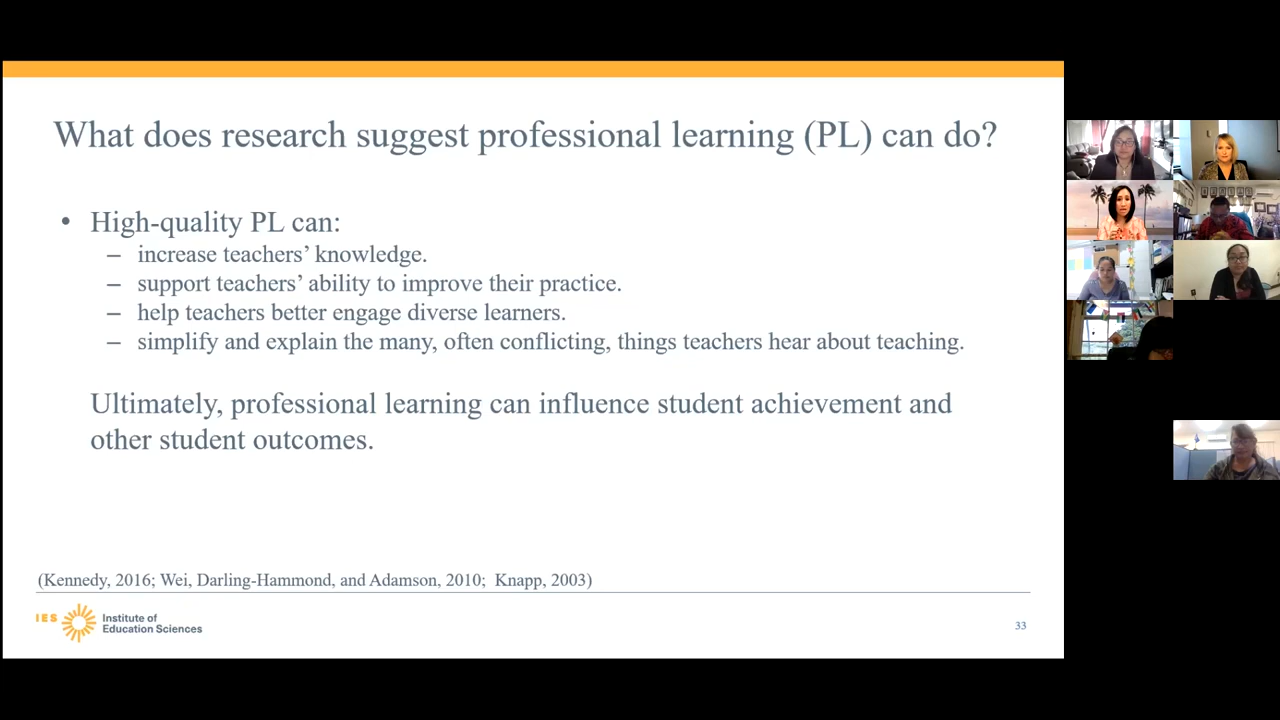 What does research suggest professional learning (PL) can do?
• High-quality PL can:
– increase teachers’ knowledge.
– support teachers’ ability to improve their practice.
– help teachers better engage diverse learners.
– simplify and explain the many, often conflicting, things teachers hear about teaching.
Ultimately, professional learning can influence student achievement and
other student outcomes.
(Kennedy, 2016; Wei, Darling-Hammond, and Adamson, 2010; Knapp, 2003)
IES Institute of
Education Sciences
33